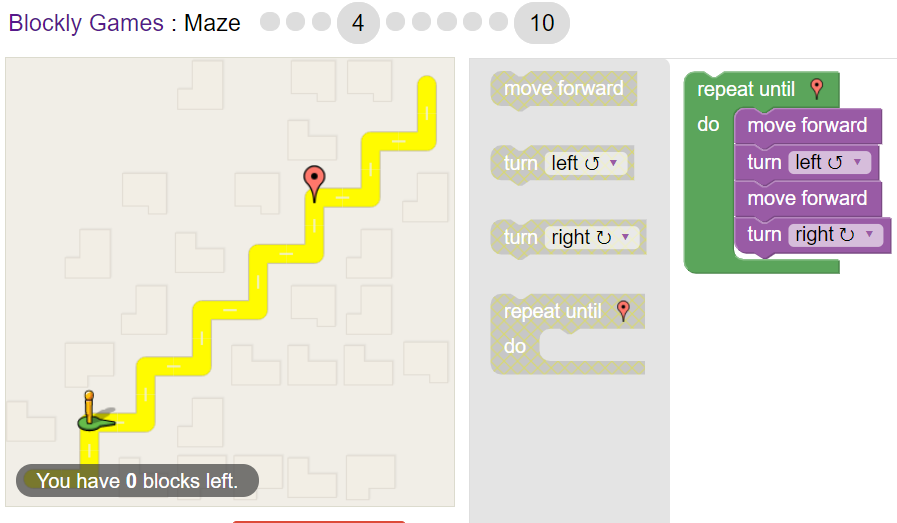 Blockly Games : Maze 4 10
move forward
turn left ↺ ▼
turn right ↻ ▼
repeat until
do
repeat until
do
move forward
turn left ↺ ▼
move forward
turn right ↻ ▼
You have 0 blocks left.